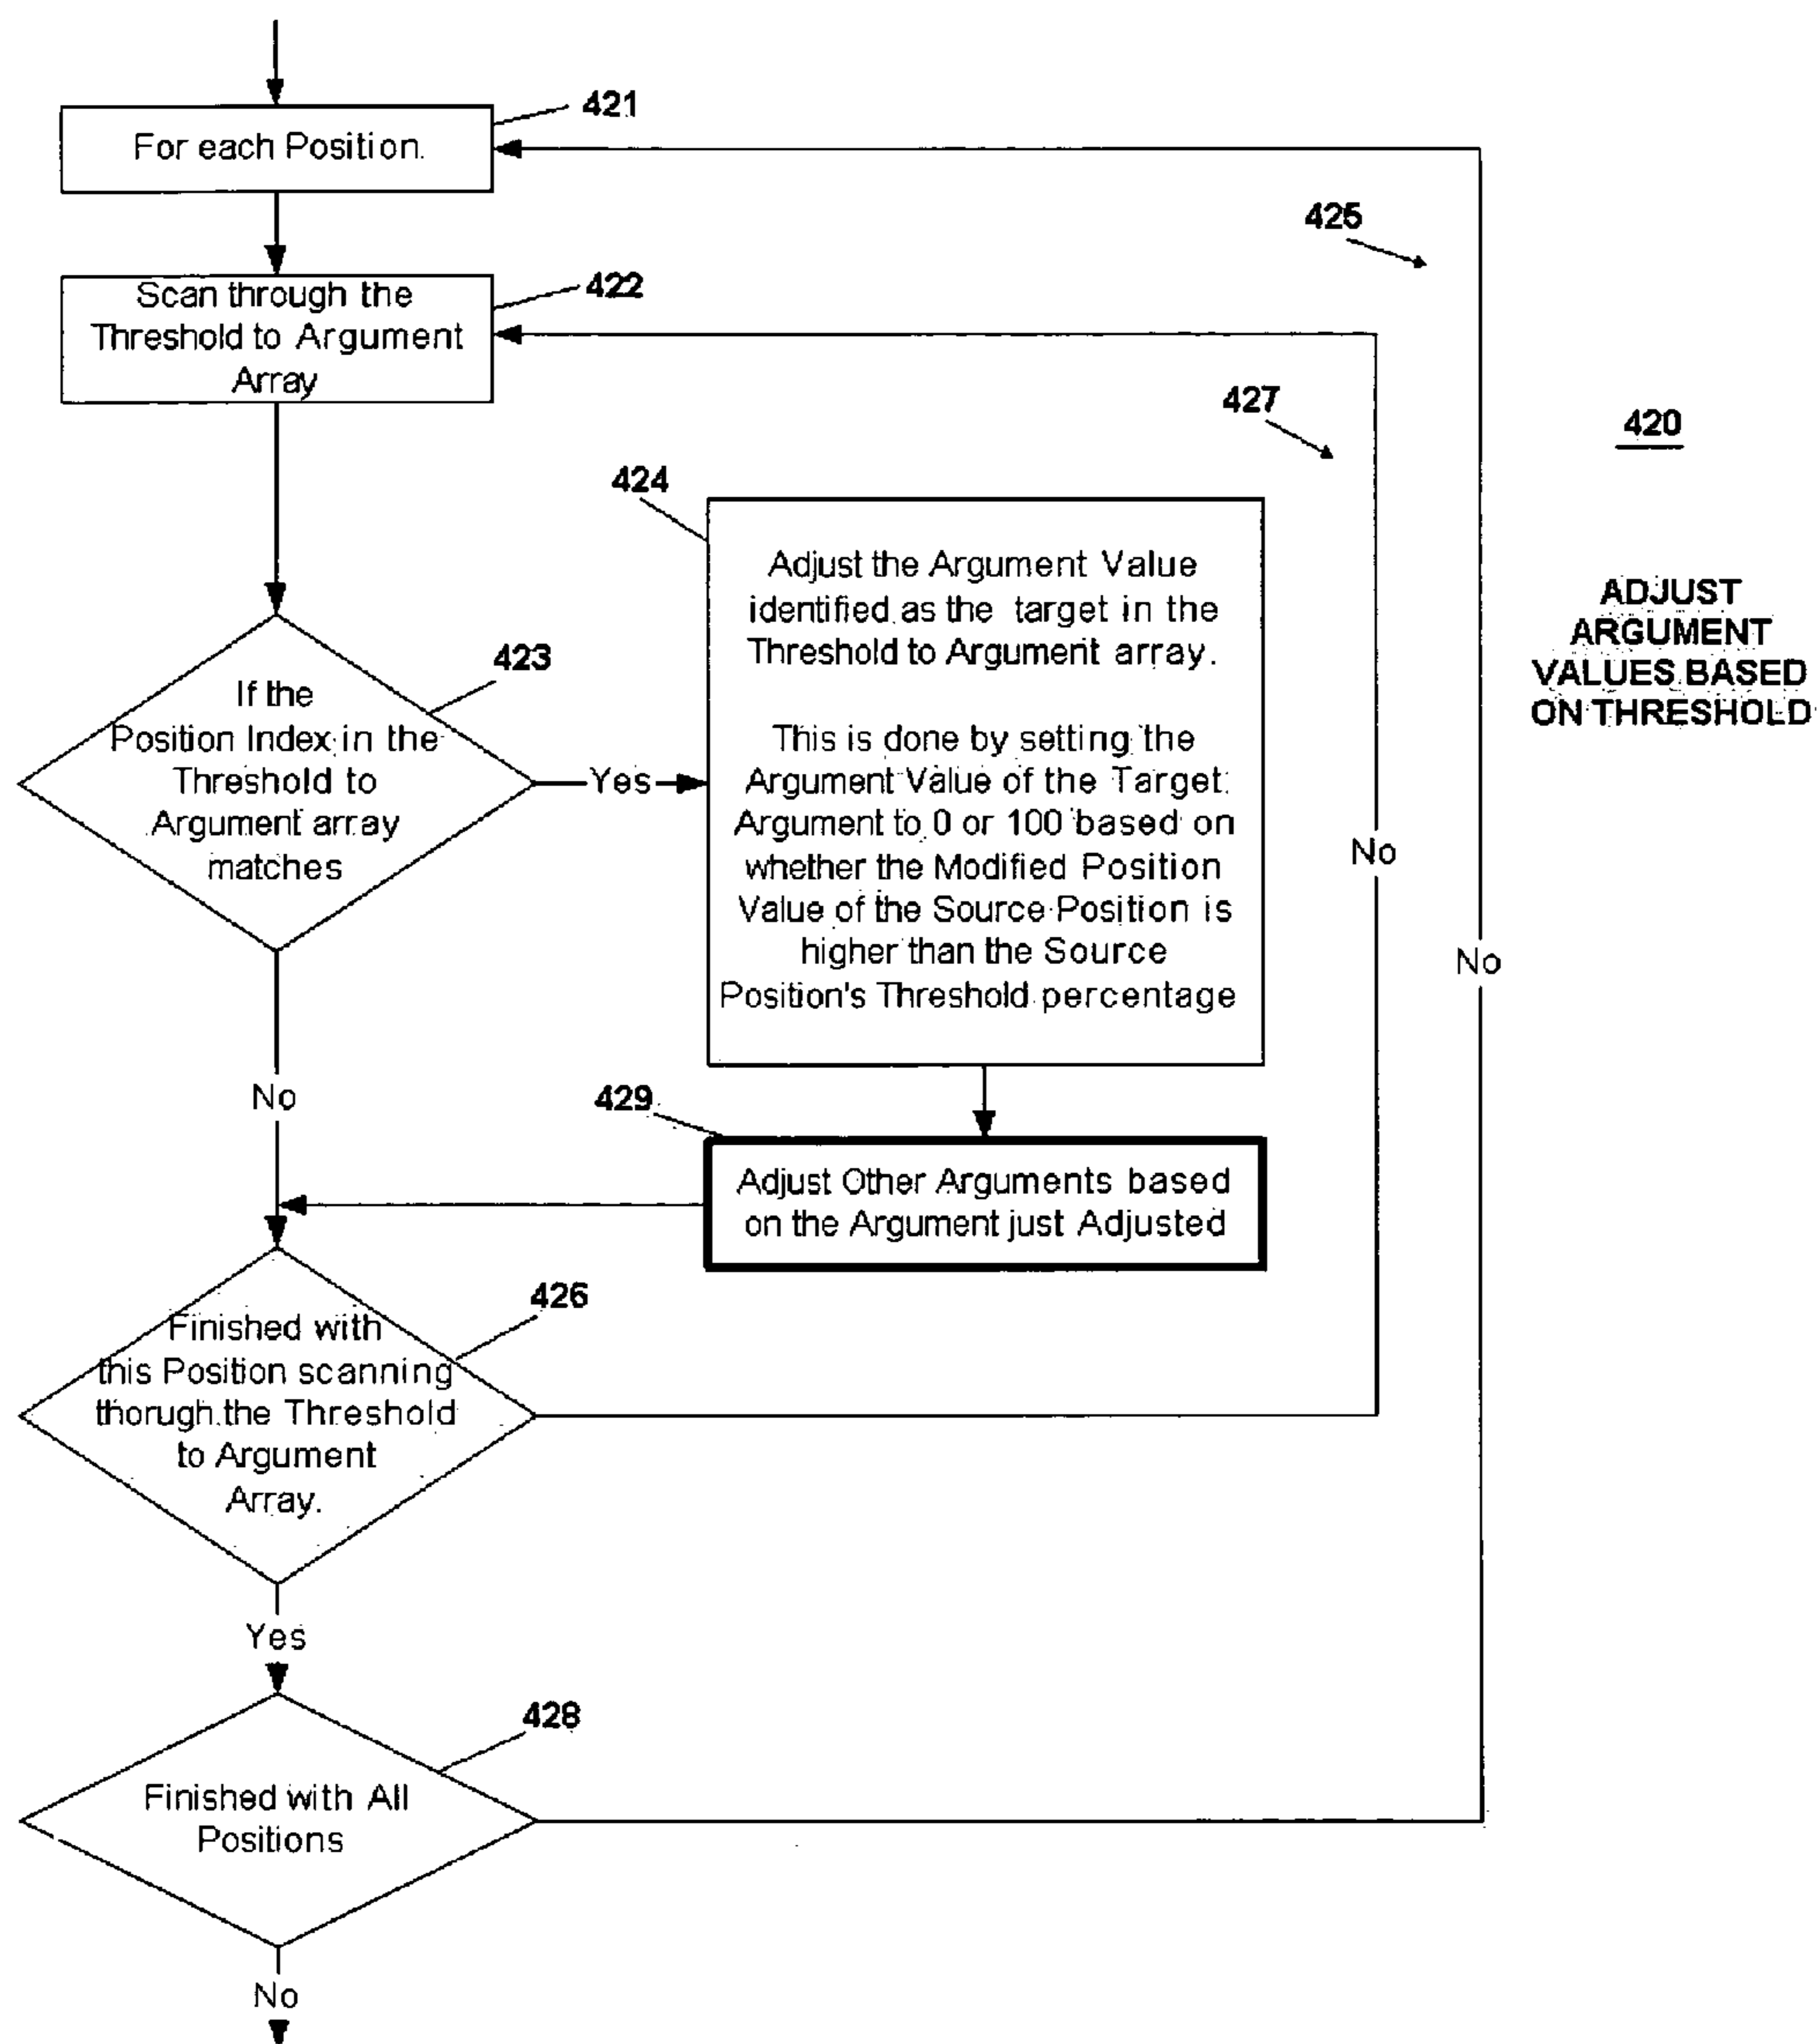 421
For each Position.
425
Scan through the
Threshold to Argument
Array
422
427
420
424
ADJUST
ARGUMENT
VALUES BASED
ON THRESHOLD
If the
Position Index in the
Threshold to
Argument array
matches
423
Yes
Adjust the Argument Value
identified as the target in the
Threshold to Argument array.
This is done by setting the
Argument Value of the Target
Argument to 0 or 100 based on
whether the Modified Position
Value of the Source Position is
higher than the Source
Position's Threshold percentage
No
No
No
429
Adjust Other Arguments based
on the Argument just Adjusted
426
Finished with
this Position scanning
thorugh the Threshold
to Argument
Array.
Yes
428
Finished with All
Positions
No